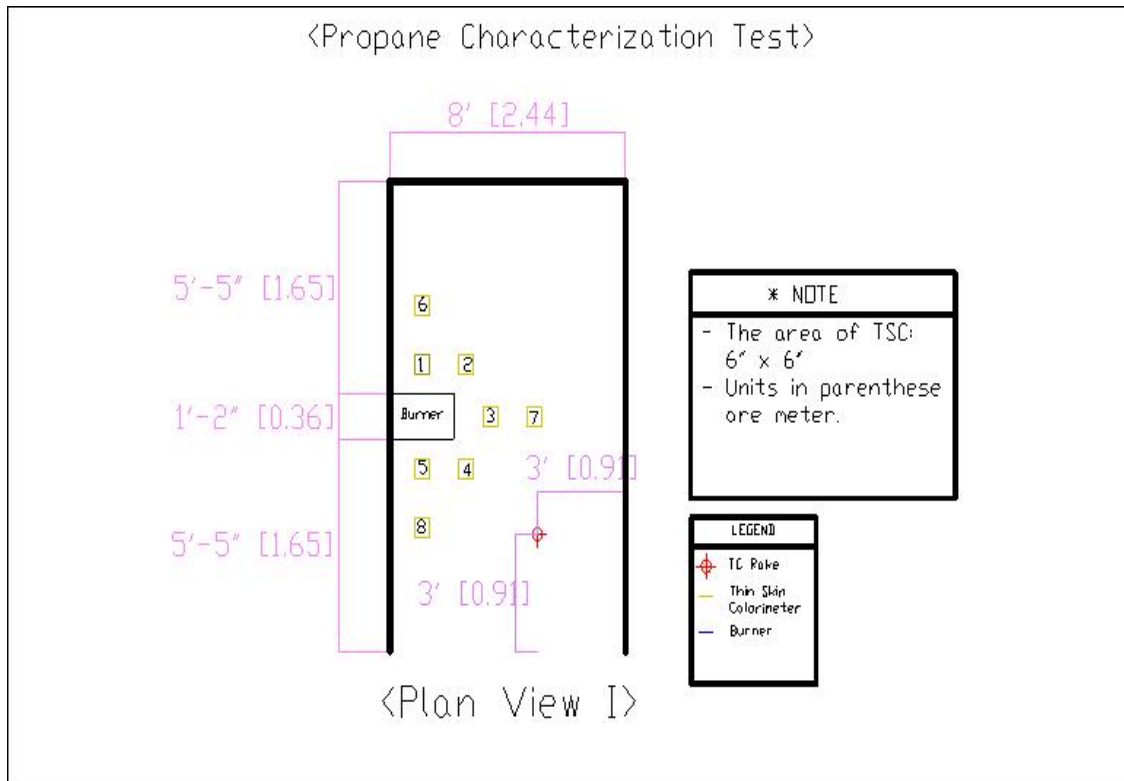 <Propane Characterization Test>
8' [2.44]
5'-5" [1.65]
6
1
2
1'-2" [0.36]
Burner
3
7
5
4
3' [0.91]
8
5'-5" [1.65]
3' [0.91]
<Plan View I>
* NOTE
- The area of TSC:
6" x 6"
- Units in parenthese
are meter.
LEGEND
TC Rake
Thin Skin
Colorimeter
Burner